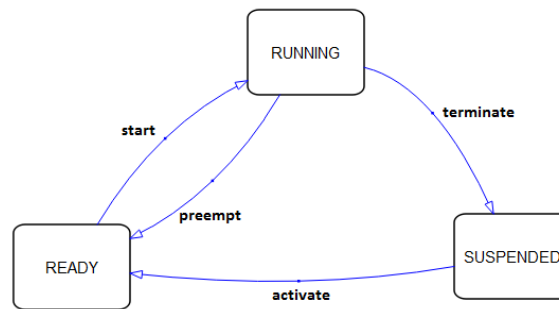 RUNNING
terminate
start
preempt
SUSPENDED
READY
activate